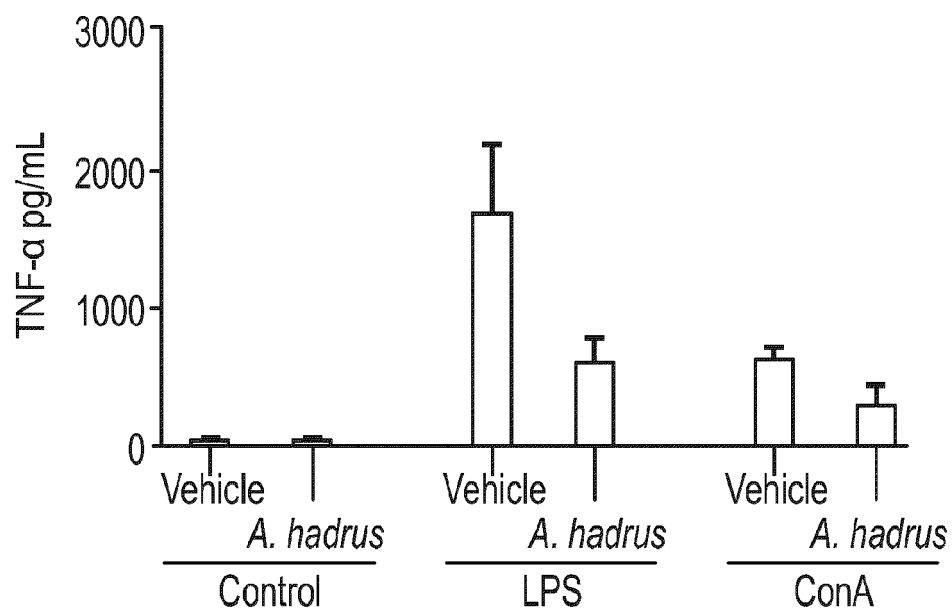 3000
2000
1000
0
TNF-α pg/mL
Vehicle
A. hadrus
Control
Vehicle
A. hadrus
LPS
Vehicle
A. hadrus
ConA